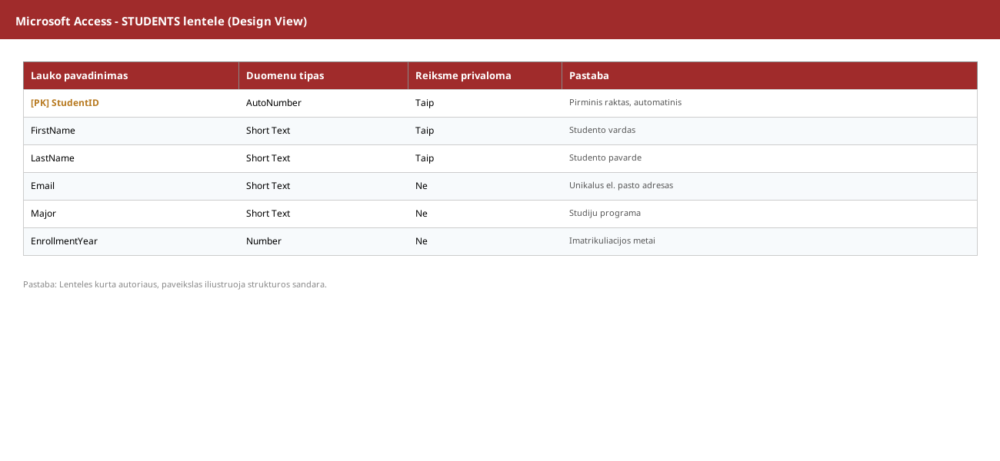 Microsoft Access - STUDENTS lentele (Design View)
Lauko pavadinimas Duomenu tipas Reiksme privaloma Pastaba
[PK] StudentID AutoNumber Taip Pirminis raktas, automatinis
FirstName Short Text Taip Studento vardas
LastName Short Text Taip Studento pavarde
Email Short Text Ne Unikalus el. pasto adresas
Major Short Text Ne Studiju programa
EnrollmentYear Number Ne Imatrikuliacijos metai
Pastaba: Lenteles kurta autoriaus, paveikslas iliustruoja strukturos sandara.